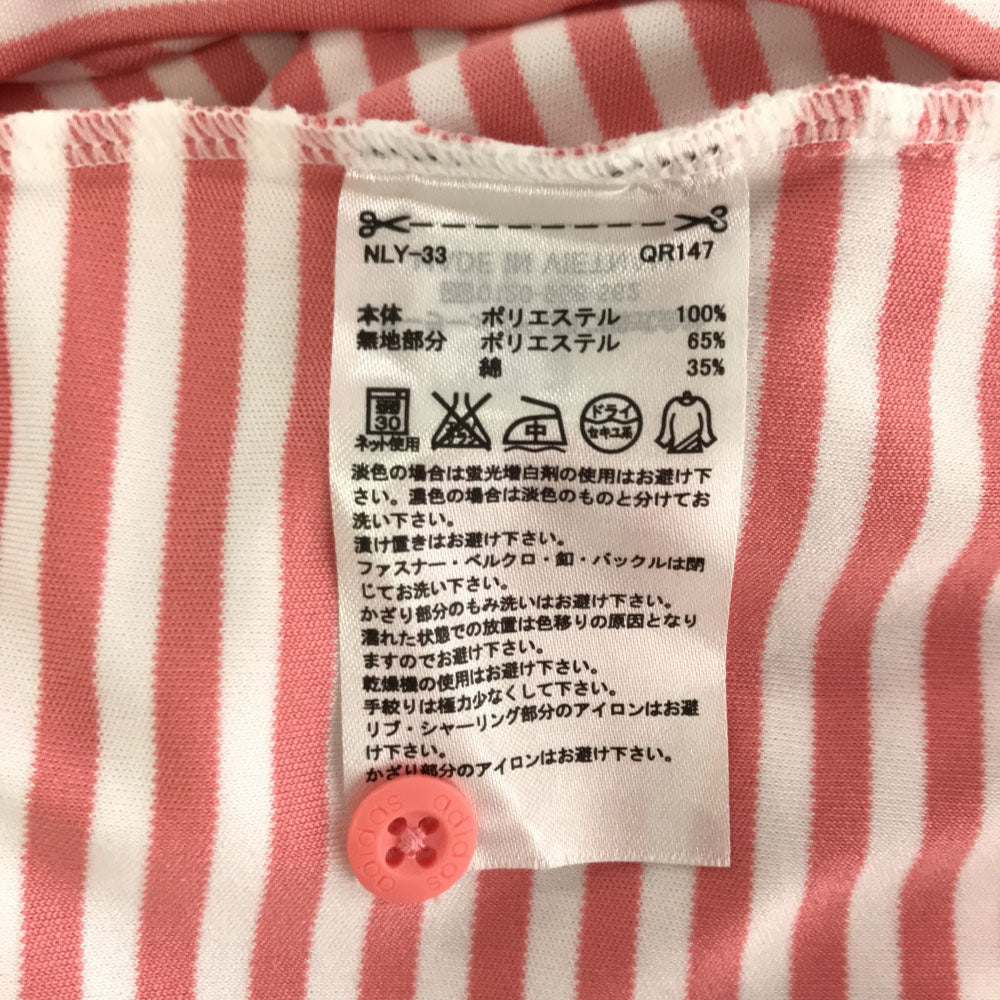 NLY-33 QR147
本体 ポリエステル 100%
無地部分 ポリエステル 65%
綿 35%
30 中 ドライ セキユ系
ネット使用
淡色の場合は蛍光増白剤の使用はお避け下
さい。濃色の場合は淡色のものと分けてお
洗い下さい。
漬け置きはお避け下さい。
ファスナー・ベルクロ・釦・バックルは閉
じてお洗い下さい。
かざり部分のもみ洗いはお避け下さい。
濡れた状態での放置は色移りの原因となり
ますのでお避け下さい。
乾燥機の使用はお避け下さい。
手絞りは極力少なくして下さい。
リブ・シャーリング部分のアイロンはお避
け下さい。
かざり部分のアイロンはお避け下さい。
adidas adidas